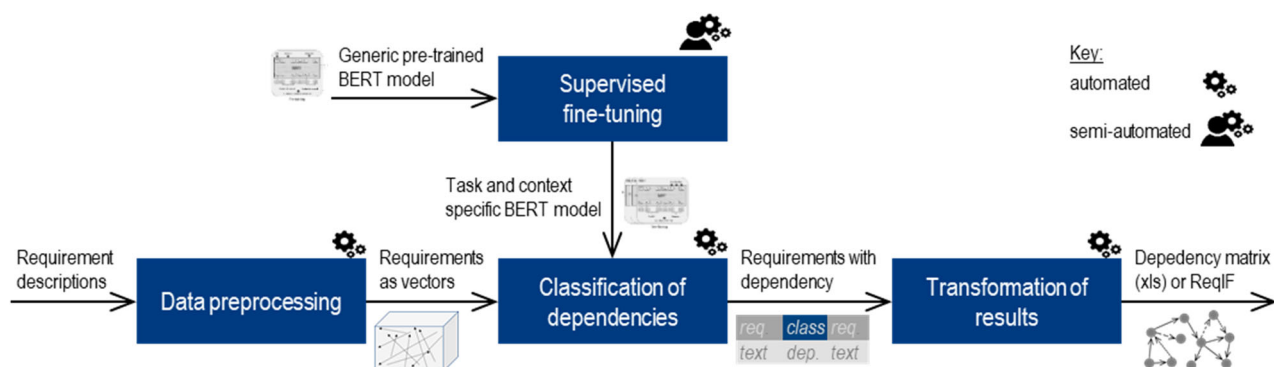 Generic pre-trained
BERT model
Supervised
fine-tuning
Key:
automated
semi-automated
Task and context
specific BERT model
Requirement
descriptions
Data preprocessing
Requirements
as vectors
Classification of
dependencies
Requirements with
dependency
req class req
text dep. text
Transformation of
results
Depedency matrix
(xls) or ReqIF